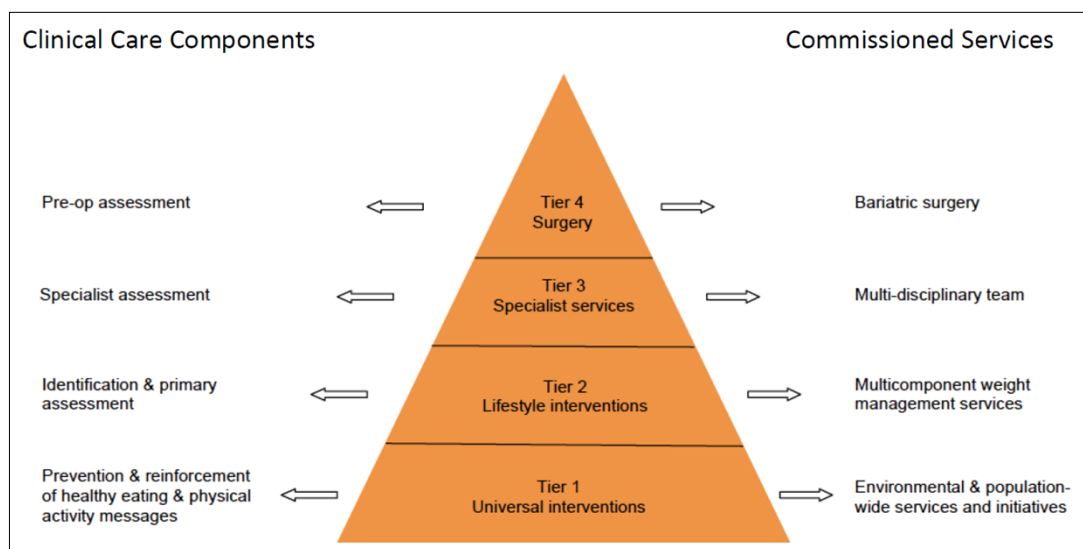 Clinical Care Components
Commissioned Services
Pre-op assessment
Tier 4
Surgery
Bariatric surgery
Specialist assessment
Tier 3
Specialist services
Multi-disciplinary team
Identification & primary
assessment
Tier 2
Lifestyle interventions
Multicomponent weight
management services
Prevention & reinforcement
of healthy eating & physical
activity messages
Tier 1
Universal interventions
Environmental & population-
wide services and initiatives